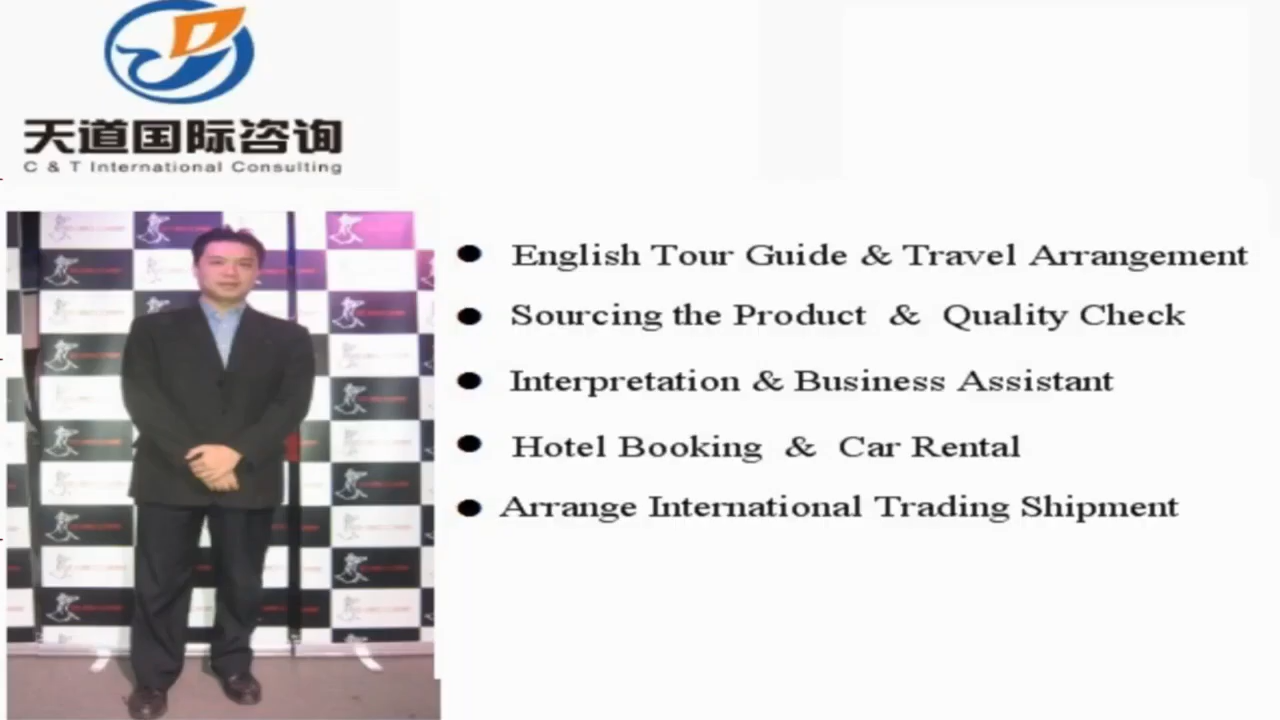 天道国际咨询
C & T International Consulting
● English Tour Guide & Travel Arrangement
● Sourcing the Product & Quality Check
● Interpretation & Business Assistant
● Hotel Booking & Car Rental
● Arrange International Trading Shipment